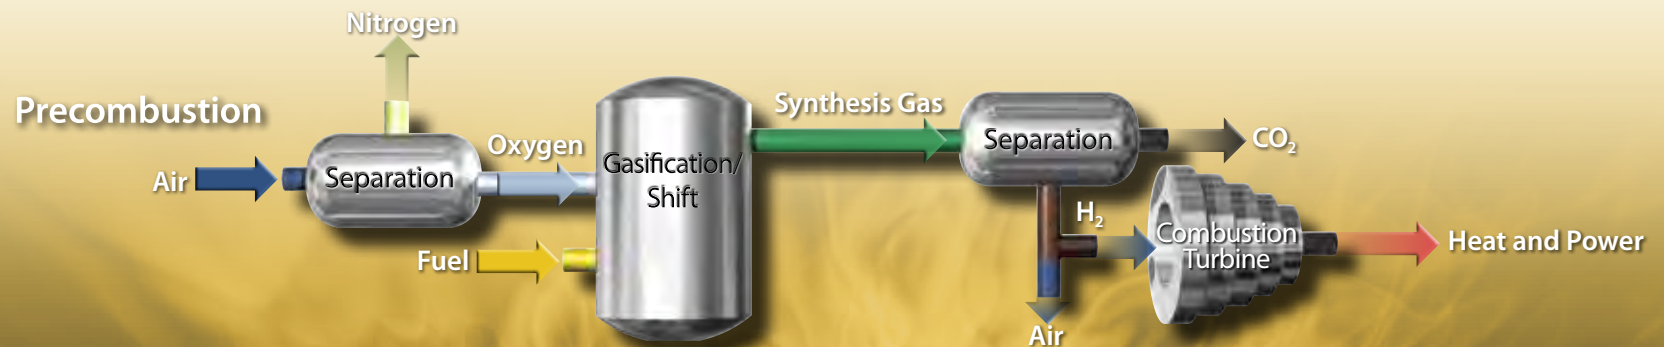 Nitrogen
Precombustion
Air
Separation
Oxygen
Fuel
Gasification/
Shift
Synthesis Gas
Separation
CO₂
H₂
Combustion
Turbine
Heat and Power
Air